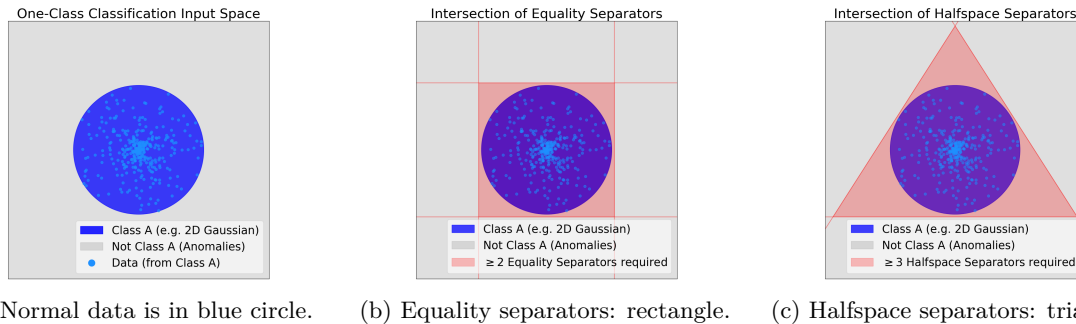 One-Class Classification Input Space
Class A (e.g. 2D Gaussian)
Not Class A (Anomalies)
Data (from Class A)
Normal data is in blue circle.
Intersection of Equality Separators
Class A (e.g. 2D Gaussian)
Not Class A (Anomalies)
≥2 Equality Separators required
(b) Equality separators: rectangle.
Intersection of Halfspace Separators
Class A (e.g. 2D Gaussian)
Not Class A (Anomalies)
≥3 Halfspace Separators required
(c) Halfspace separators: